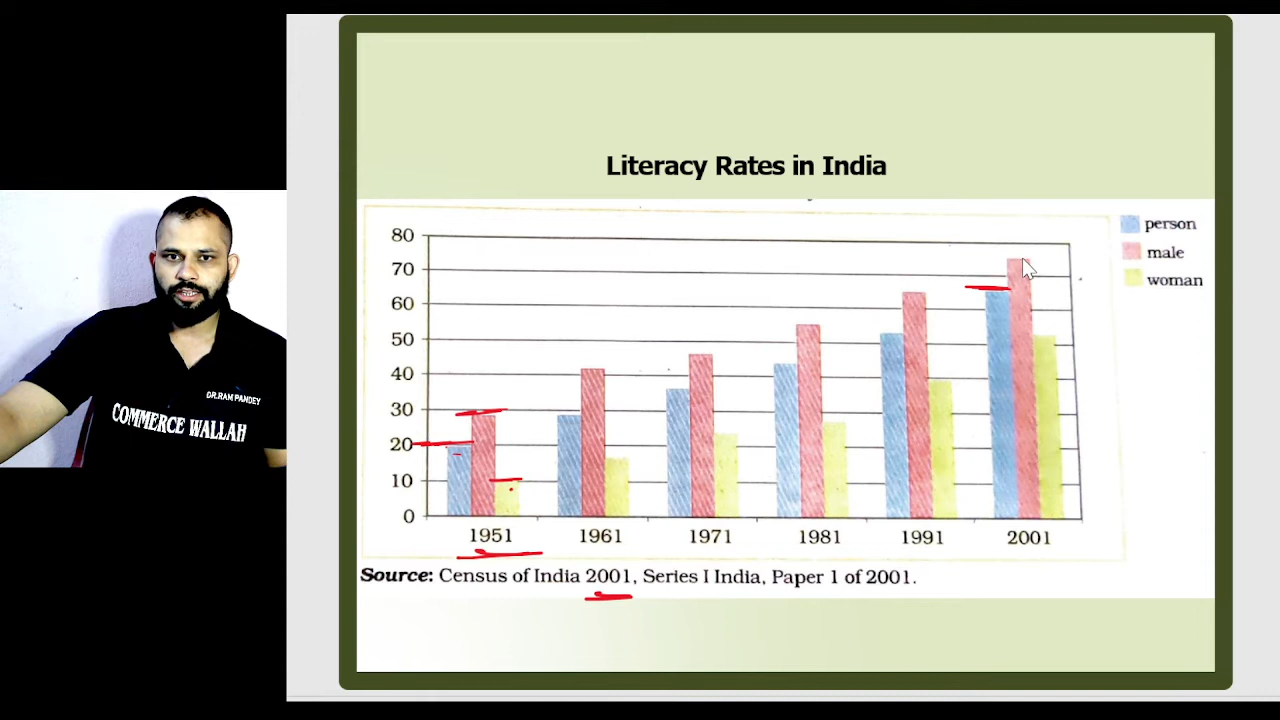 Literacy Rates in India
person
male
woman
80
70
60
50
40
30
20
10
0
1951 1961 1971 1981 1991 2001
Source: Census of India 2001, Series I India, Paper 1 of 2001.
DR.RAM PANDEY
COMMERCE WALLAH